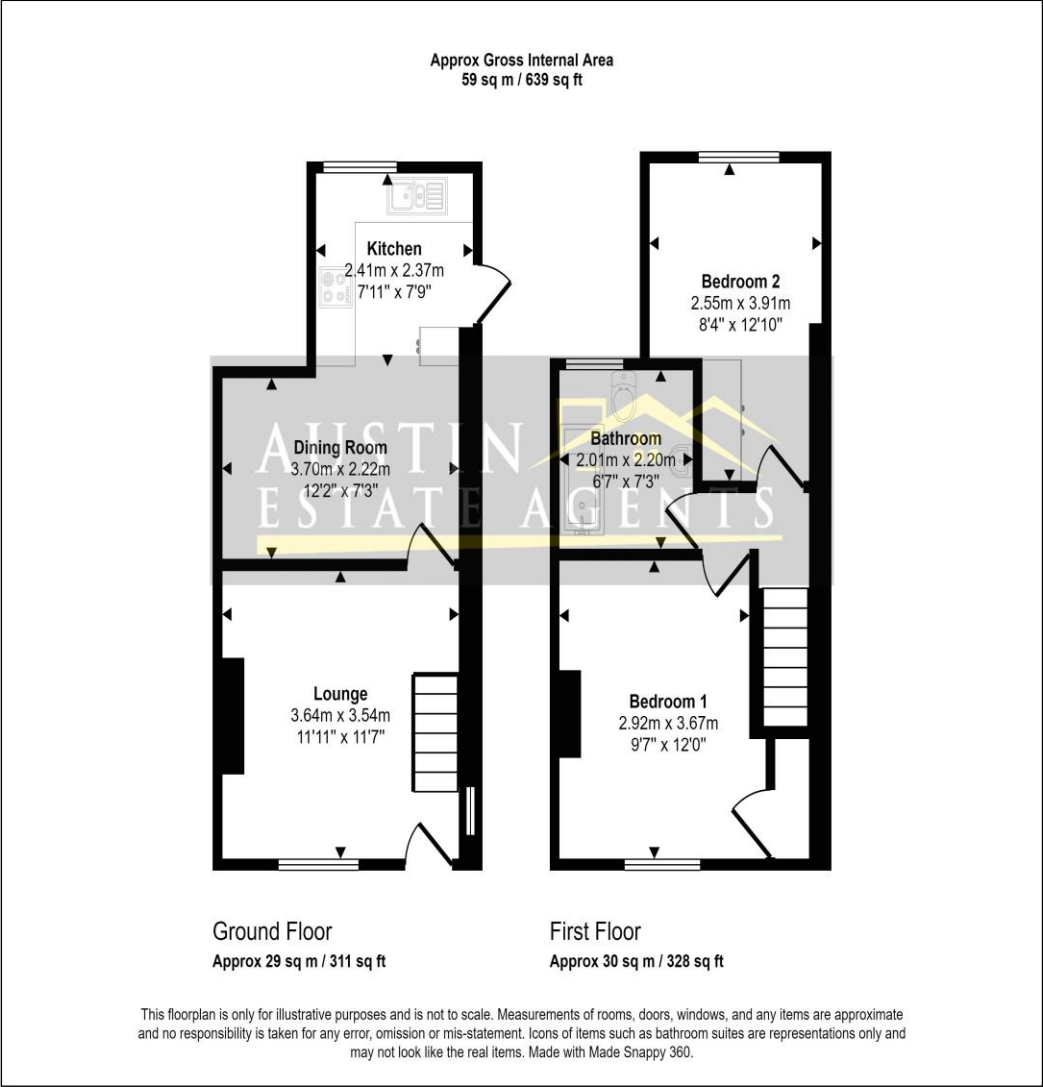 Approx Gross Internal Area
59 sq m / 639 sq ft
Kitchen
2.41m x 2.37m
7'11" x 7'9"
Bedroom 2
2.55m x 3.91m
8'4" x 12'10"
AUSTIN
ESTATE AGENTS
Dining Room
3.70m x 2.22m
12'2" x 7'3"
Bathroom
2.01m x 2.20m
6'7" x 7'3"
Lounge
3.64m x 3.54m
11'11" x 11'7"
Bedroom 1
2.92m x 3.67m
9'7" x 12'0"
Ground Floor
Approx 29 sq m / 311 sq ft
First Floor
Approx 30 sq m / 328 sq ft
This floorplan is only for illustrative purposes and is not to scale. Measurements of rooms, doors, windows, and any items are approximate
and no responsibility is taken for any error, omission or mis-statement. Icons of items such as bathroom suites are representations only and
may not look like the real items. Made with Made Snappy 360.